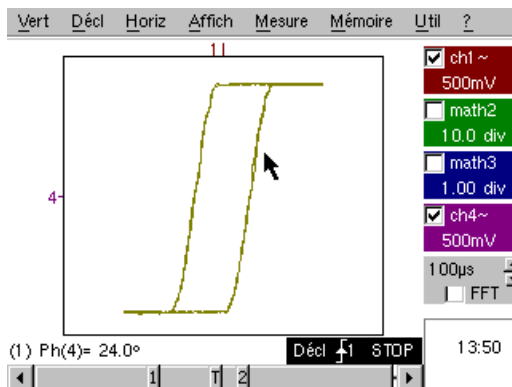 Vert Décl Horiz Affich Mesure Mémoire Util ?
1
ch1~
500mV
math2
10.0 div
math3
1.00 div
4
ch4~
500mV
100µs
FFT
(1) Ph(4)= 24.0°
Décl 1 STOP
13:50
1 T 2